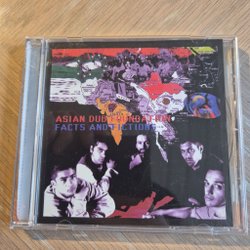 ASIAN DUB FOUNDATION
FACTS AND FICTIONS